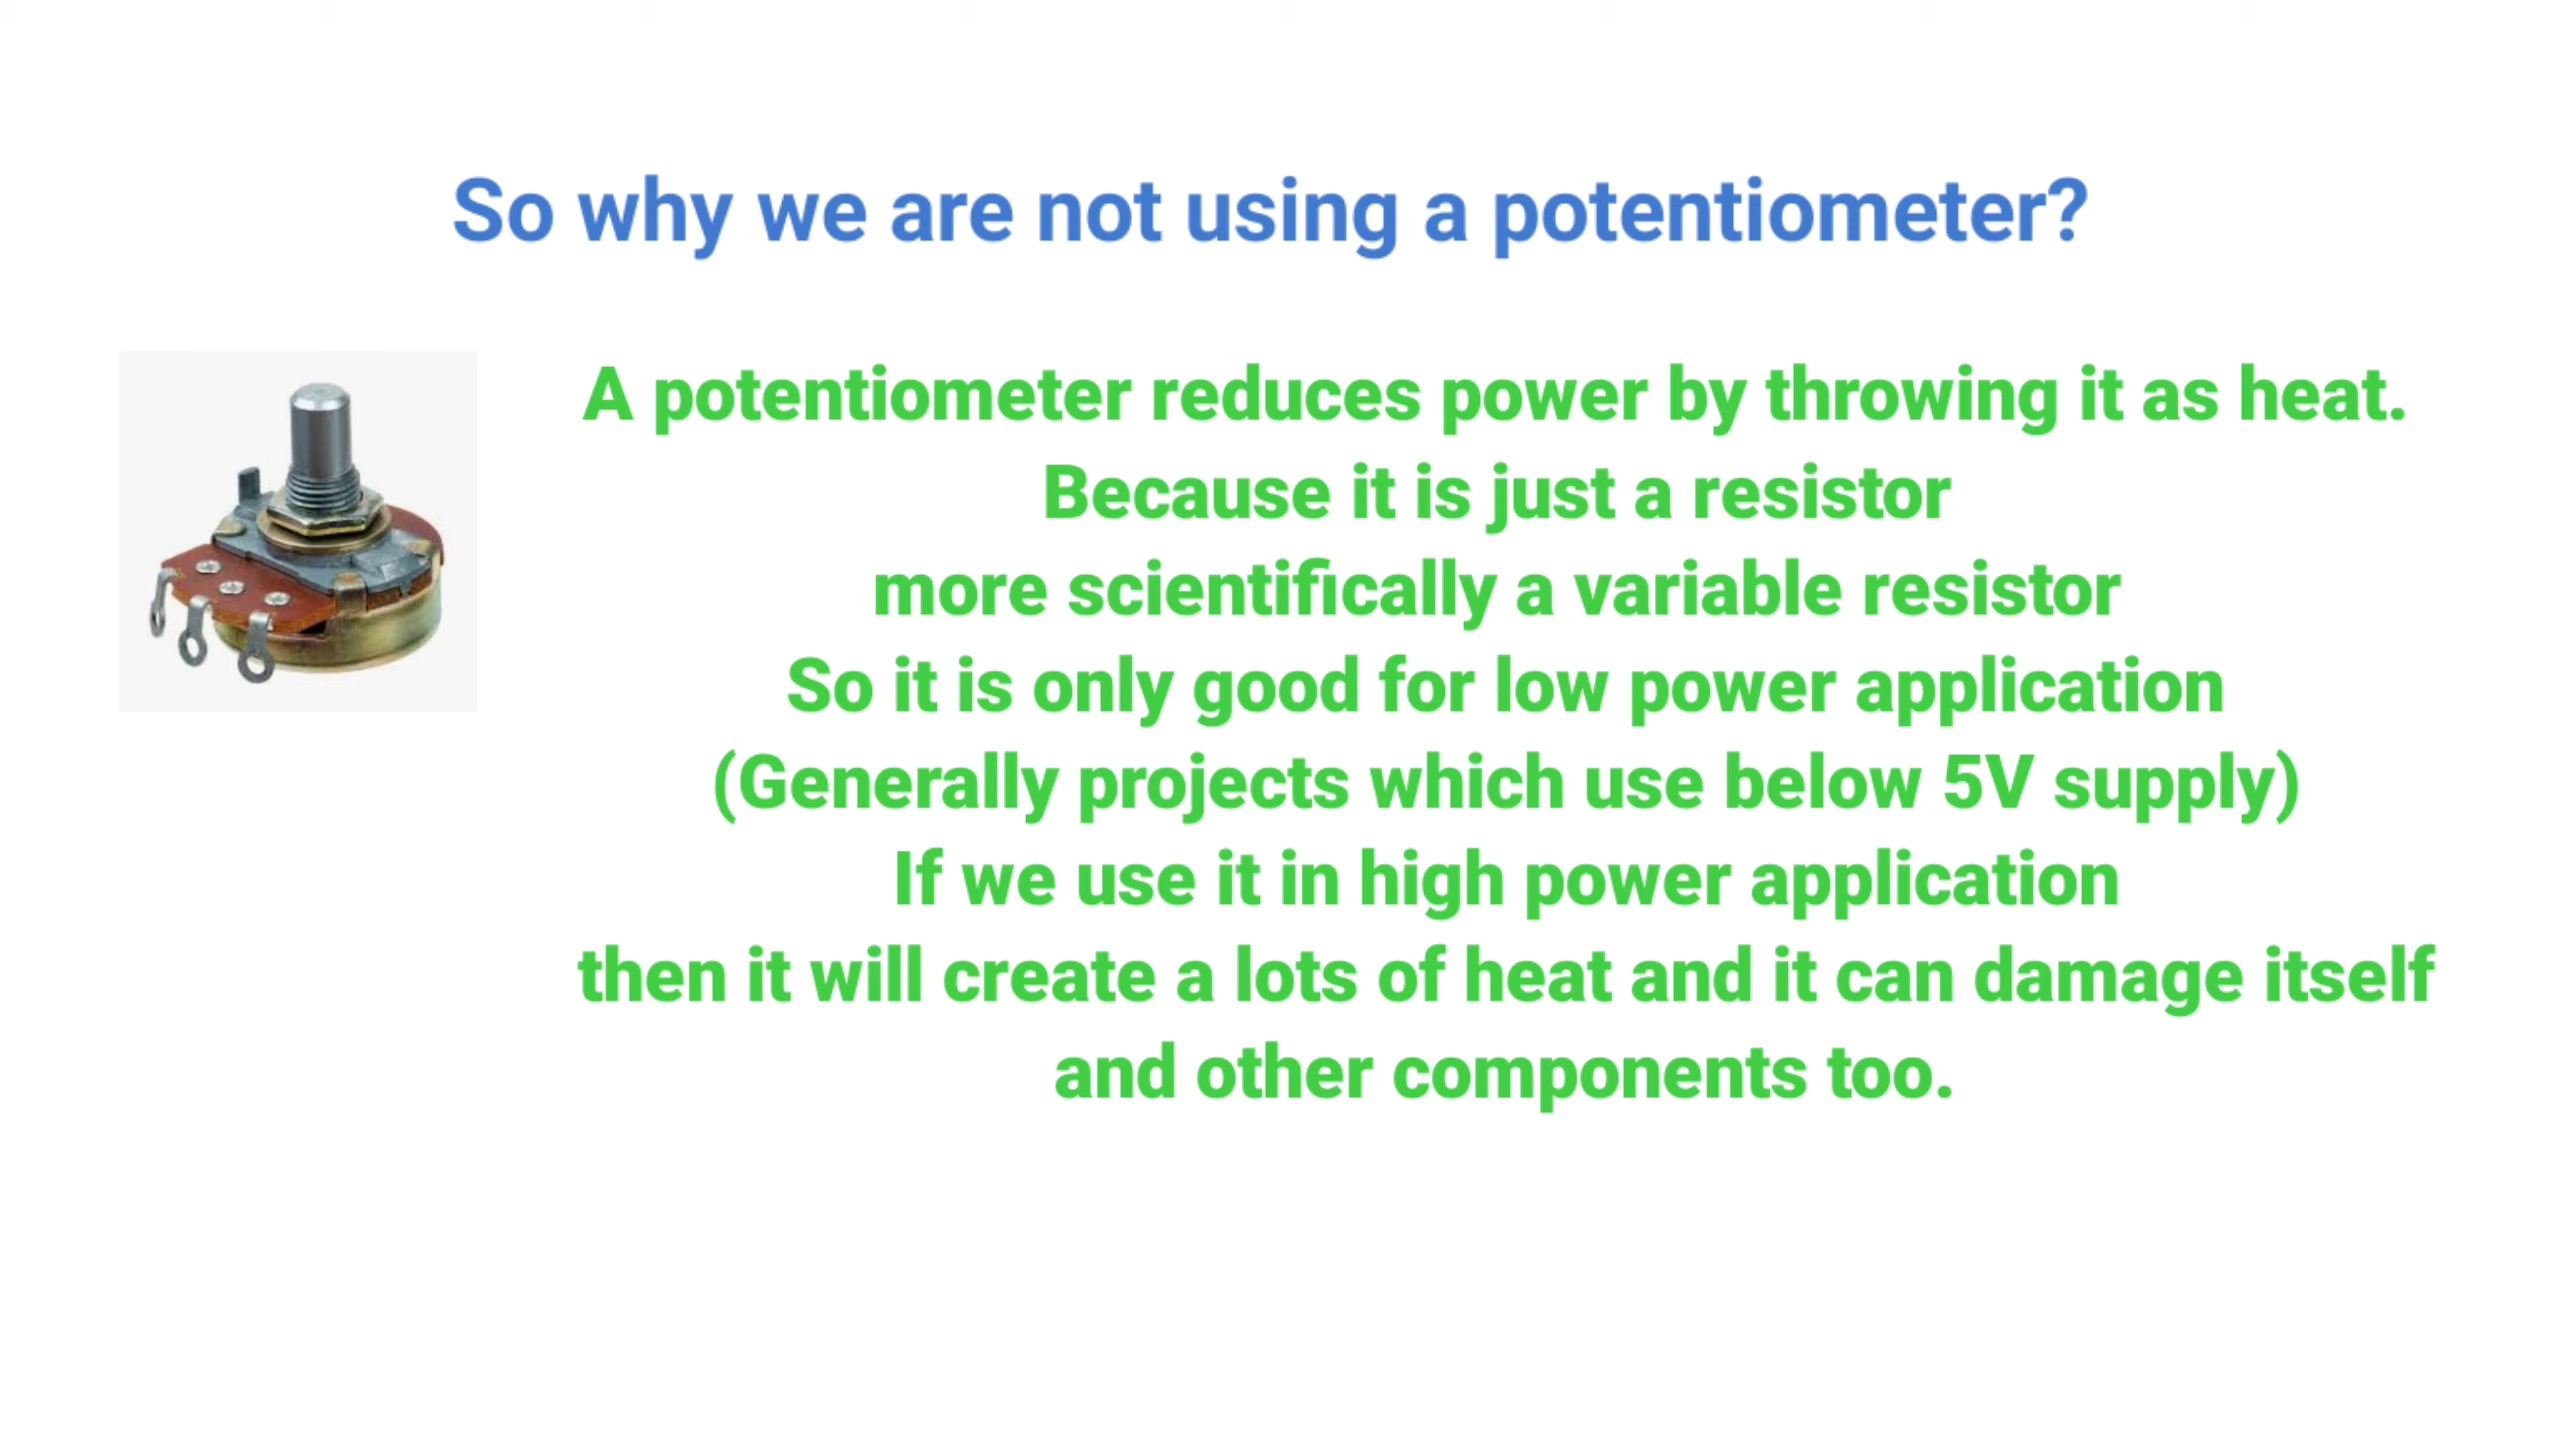 So why we are not using a potentiometer?
A potentiometer reduces power by throwing it as heat.
Because it is just a resistor
more scientifically a variable resistor
So it is only good for low power application
(Generally projects which use below 5V supply)
If we use it in high power application
then it will create a lots of heat and it can damage itself
and other components too.